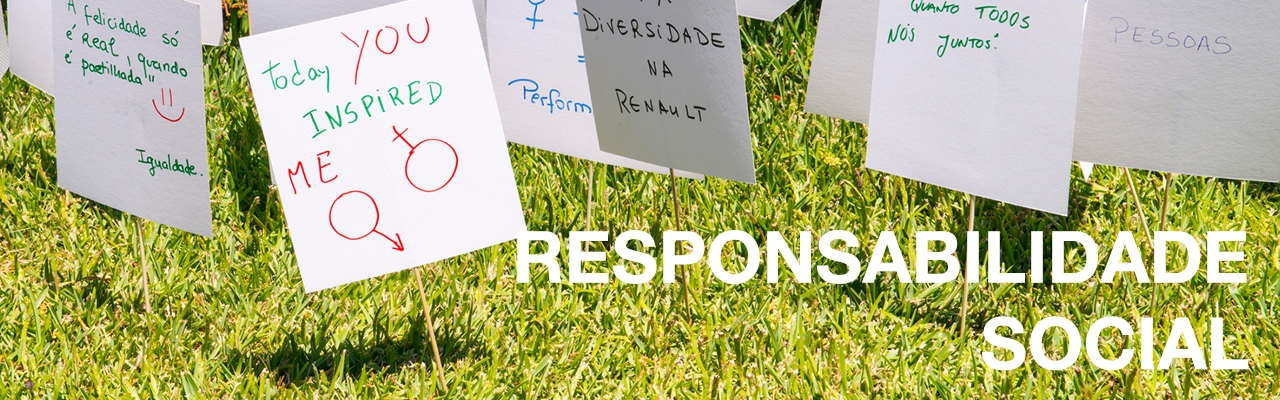 A felicidade só
é real, quando
é partilhada!!
Igualdade.
Today YOU
INSPIRED
ME
=
Perform
DIVERSIDADE
NA
RENAULT
QUANTO TODOS
NÓS JUNTOS."
PESSOAS
RESPONSABILIDADE
SOCIAL